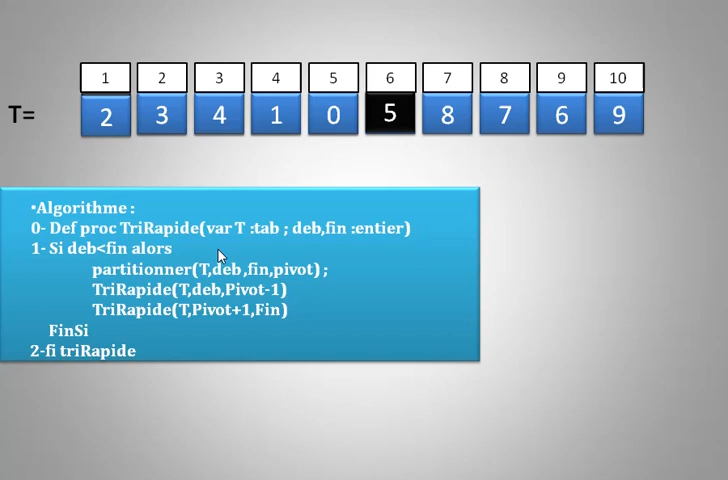 1 2 3 4 5 6 7 8 9 10
T= 2 3 4 1 0 5 8 7 6 9
▪Algorithme :
0- Def proc TriRapide(var T :tab ; deb,fin :entier)
1- Si deb<fin alors
partitionner(T,deb,fin,pivot) ;
TriRapide(T,deb,Pivot-1)
TriRapide(T,Pivot+1,Fin)
FinSi
2-fi triRapide